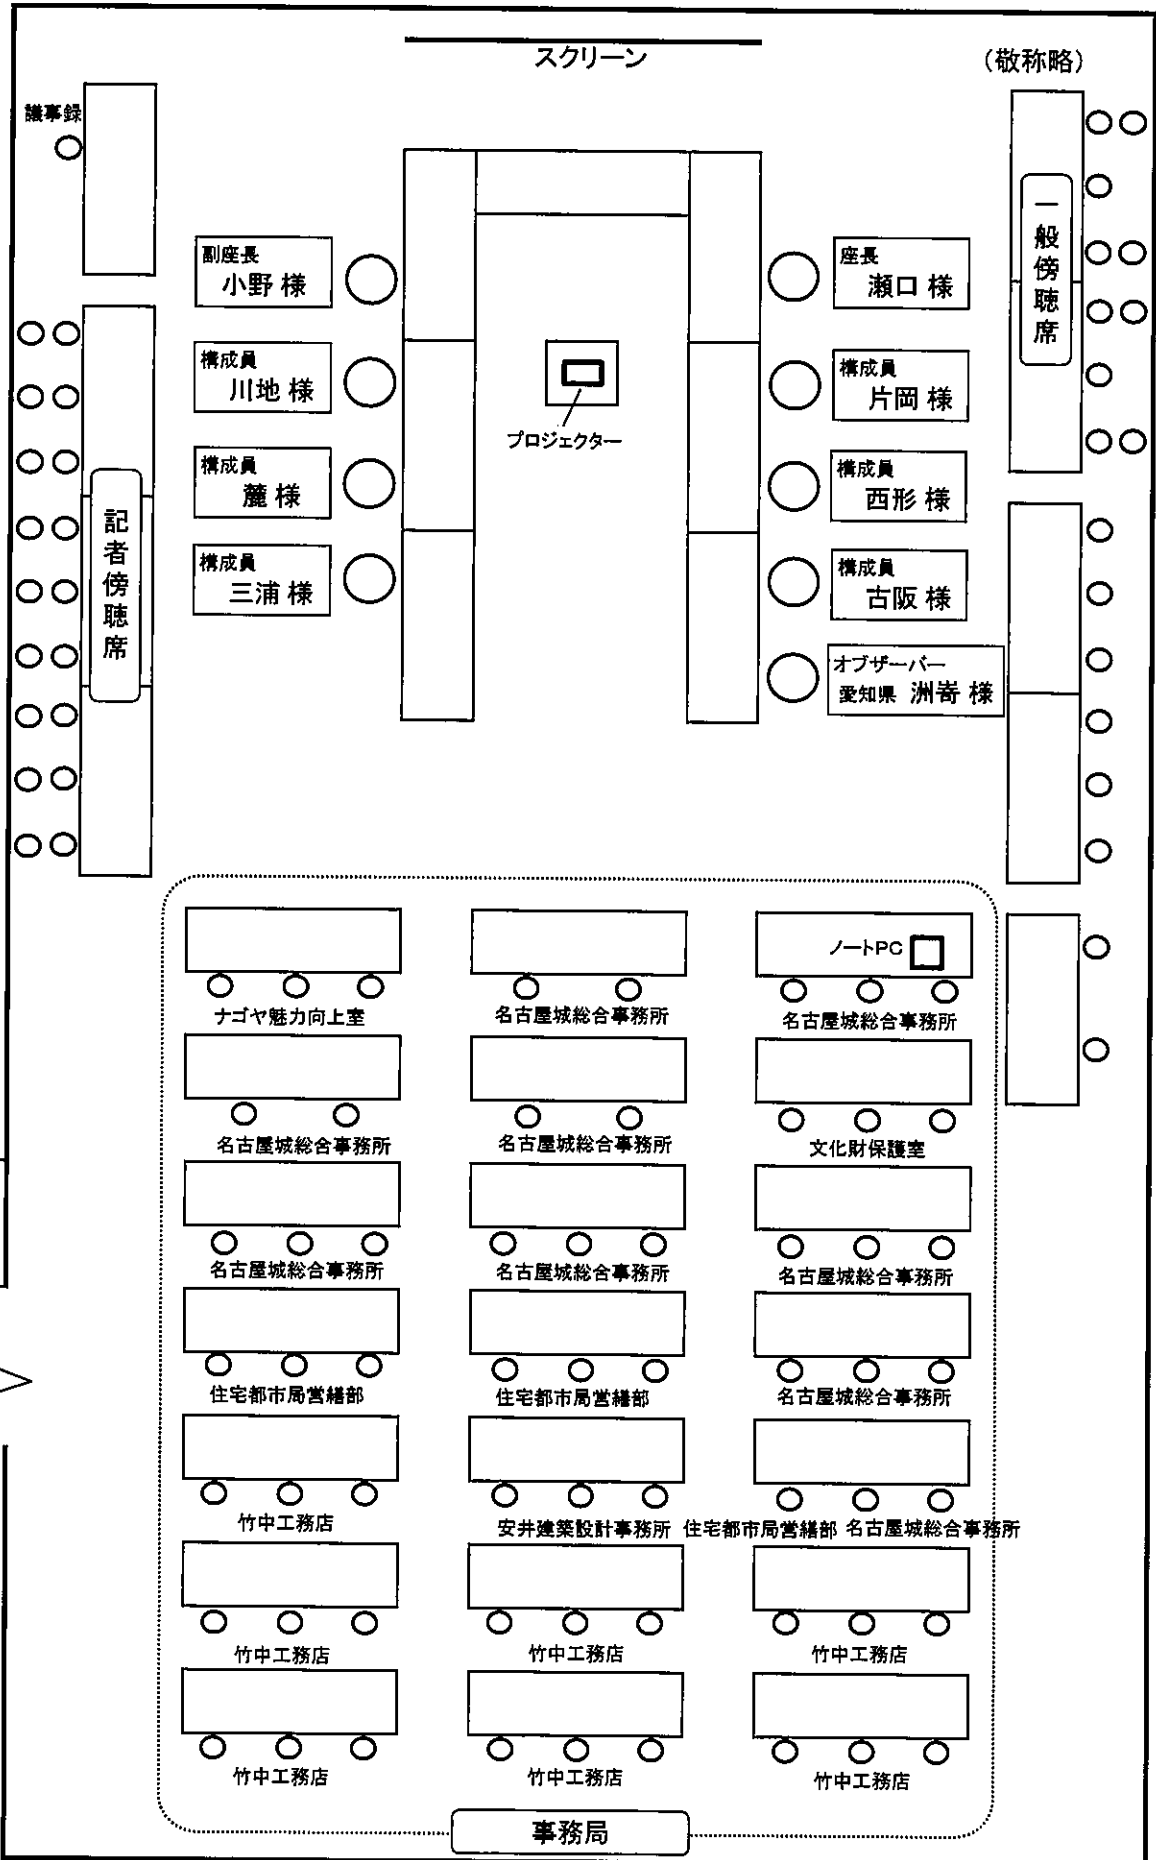 スクリーン
（敬称略）
議事録
副座長
小野 様
座長
瀬口 様
一般傍聴席
構成員
川地 様
構成員
片岡 様
プロジェクター
構成員
麓 様
構成員
西形 様
記者傍聴席
構成員
三浦 様
構成員
古阪 様
オブザーバー
愛知県 洲嵜 様
ノートPC
ナゴヤ魅力向上室
名古屋城総合事務所
名古屋城総合事務所
名古屋城総合事務所
名古屋城総合事務所
文化財保護室
名古屋城総合事務所
名古屋城総合事務所
名古屋城総合事務所
住宅都市局営繕部
住宅都市局営繕部
名古屋城総合事務所
竹中工務店
安井建築設計事務所
住宅都市局営繕部
名古屋城総合事務所
竹中工務店
竹中工務店
竹中工務店
竹中工務店
竹中工務店
竹中工務店
事務局